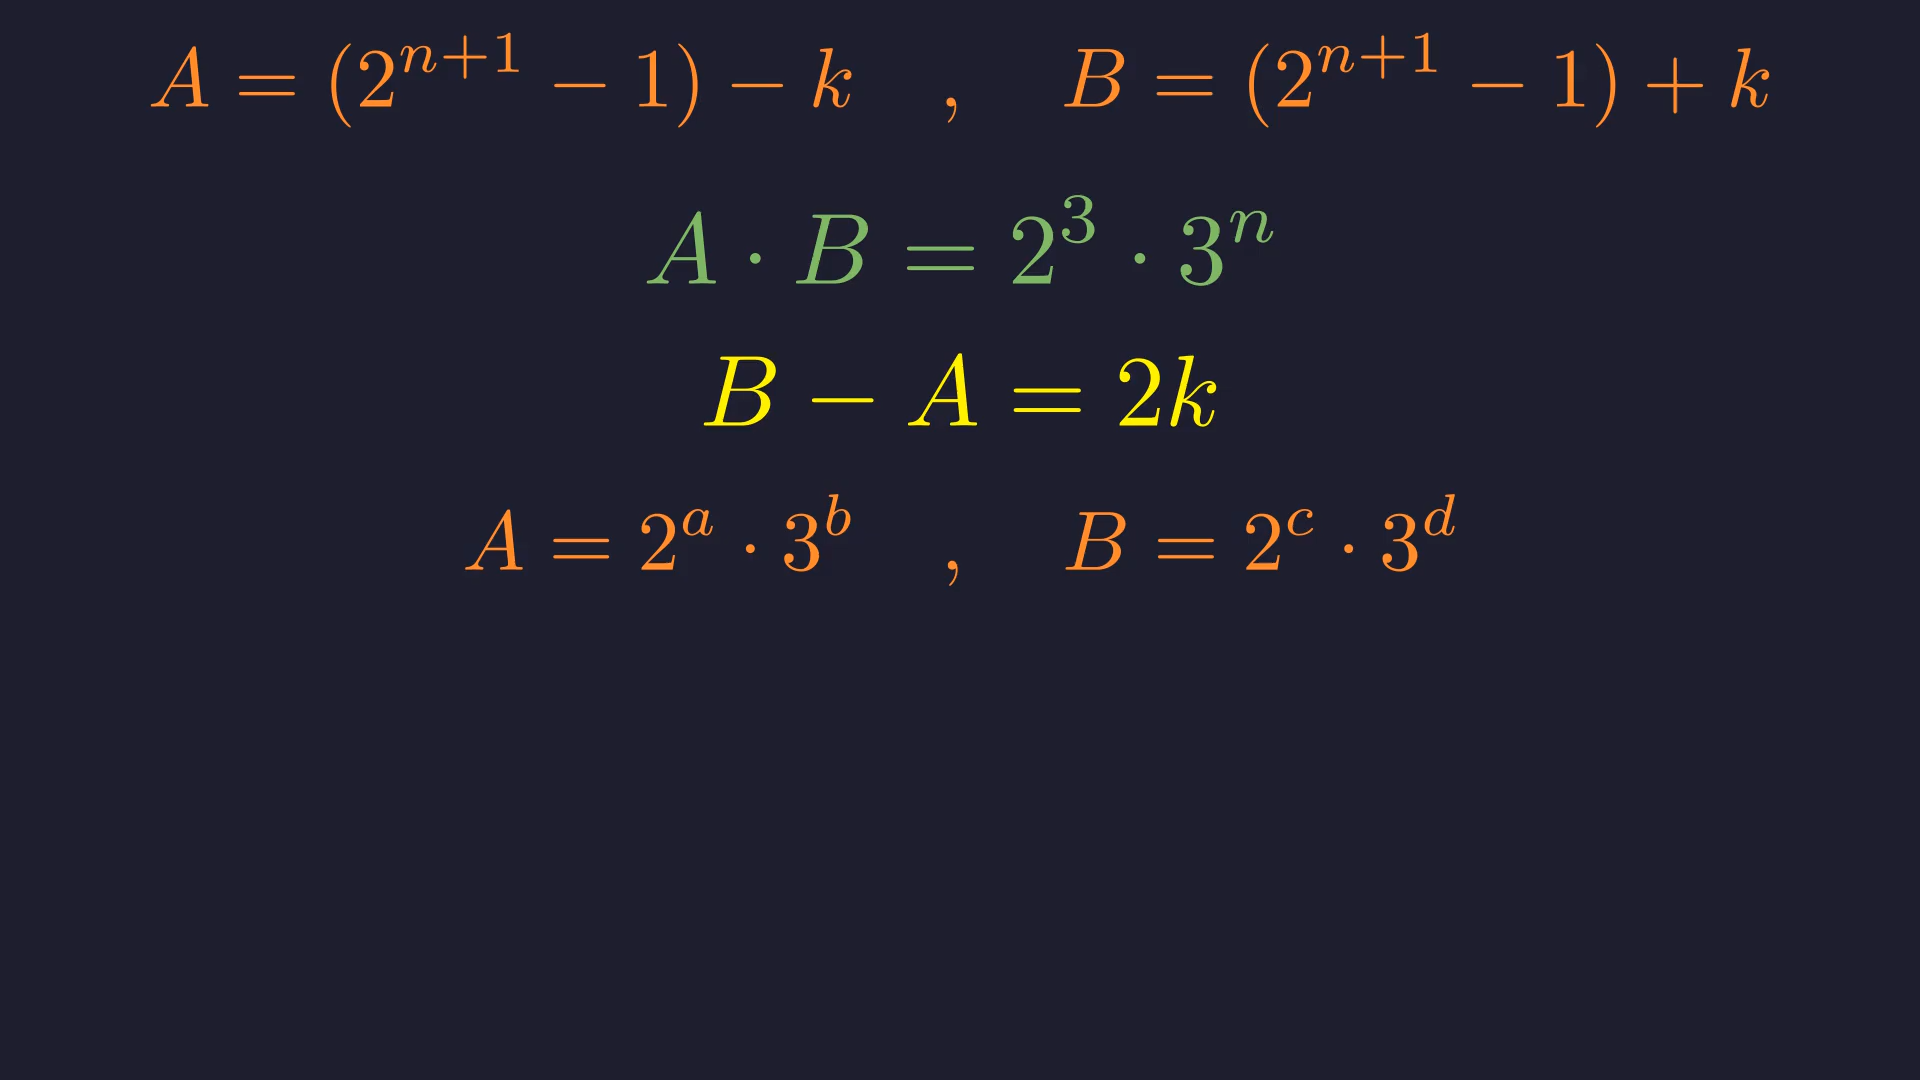 A = (2^{n+1} − 1) − k , B = (2^{n+1} − 1) + k
A · B = 2^3 · 3^n
B − A = 2k
A = 2^a · 3^b , B = 2^c · 3^d